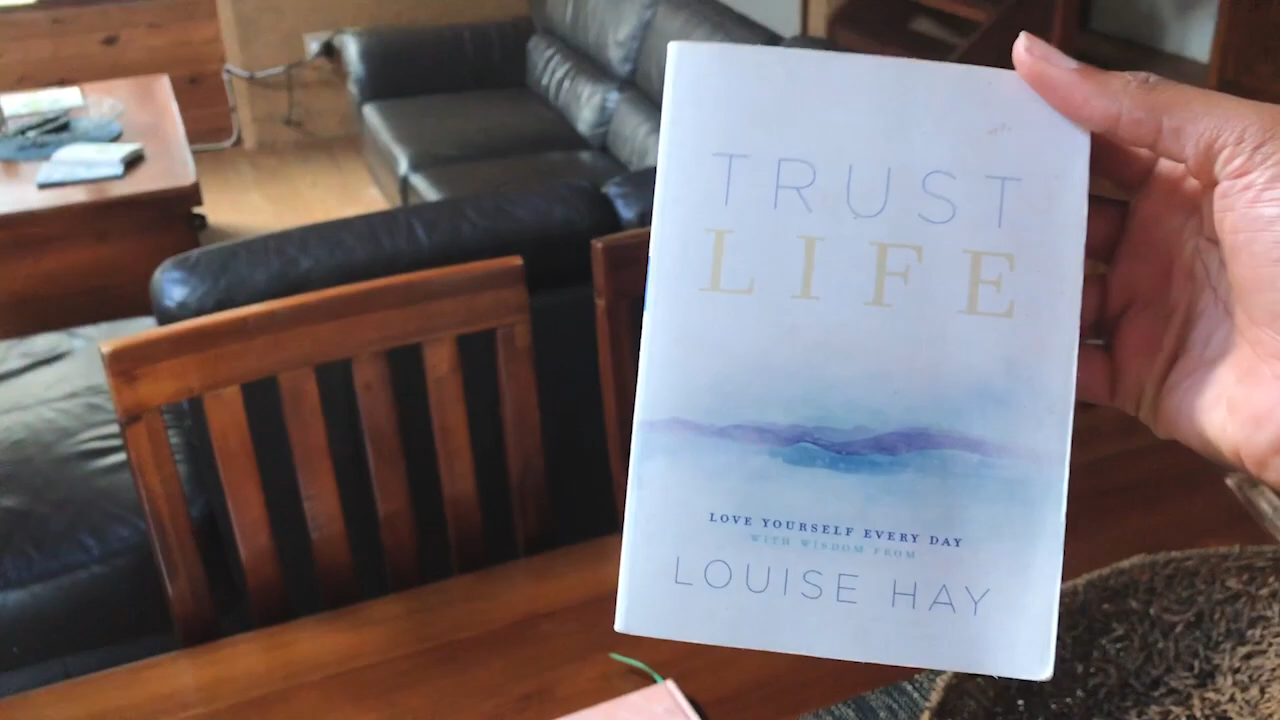 TRUST
LIFE
LOVE YOURSELF EVERY DAY
WITH WISDOM FROM
LOUISE HAY